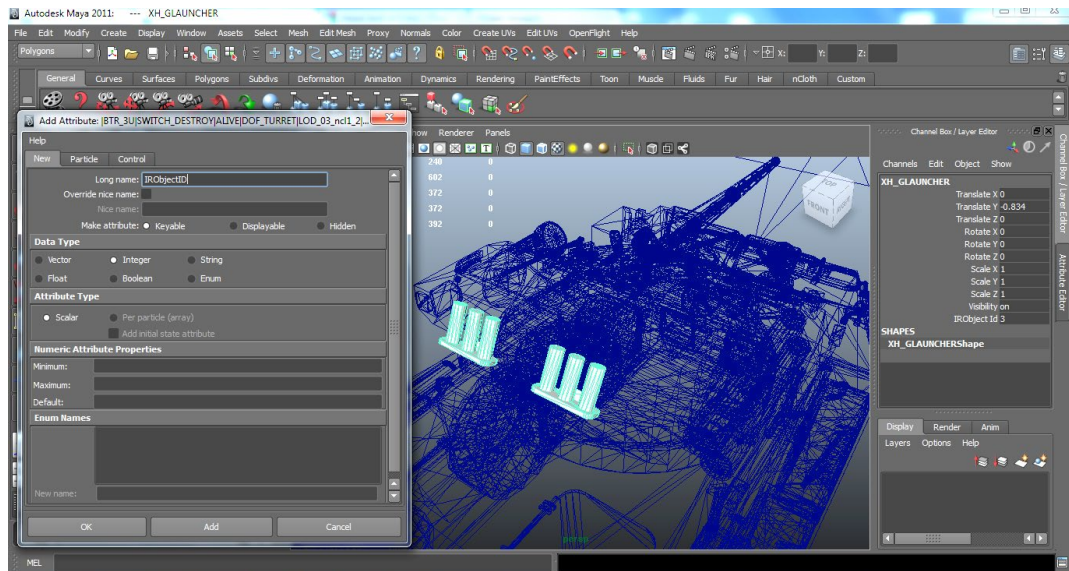 Autodesk Maya 2011: --- XH_GLAUNCHER
File Edit Modify Create Display Window Assets Select Mesh Edit Mesh Proxy Normals Color Create UVs Edit UVs OpenFlight Help
Polygons X: Y: Z:
General Curves Surfaces Polygons Subdivs Deformation Animation Dynamics Rendering PaintEffects Toon Muscle Fluids Fur Hair nCloth Custom
Add Attribute: |BTR_3U|SWITCH_DESTROY|ALIVE|DOF_TURRET|LOD_03_ncl1_2|...
Help
New Particle Control
Long name: IRObjectID
Override nice name:
Nice name:
Make attribute: Keyable Displayable Hidden
Data Type
Vector Integer String
Float Boolean Enum
Attribute Type
Scalar Per particle (array)
Add initial state attribute
Numeric Attribute Properties
Minimum:
Maximum:
Default:
Enum Names
New name:
OK Add Cancel
Renderer Panels
240 0
602 0
372 0
372 0
392 0
TOP
FRONT
persp
Channel Box / Layer Editor
Channels Edit Object Show
XH_GLAUNCHER
Translate X 0
Translate Y -0.834
Translate Z 0
Rotate X 0
Rotate Y 0
Rotate Z 0
Scale X 1
Scale Y 1
Scale Z 1
Visibility on
IRObject Id 3
SHAPES
XH_GLAUNCHERShape
Display Render Anim
Layers Options Help
Channel Box / Layer Editor
Attribute Editor
MEL